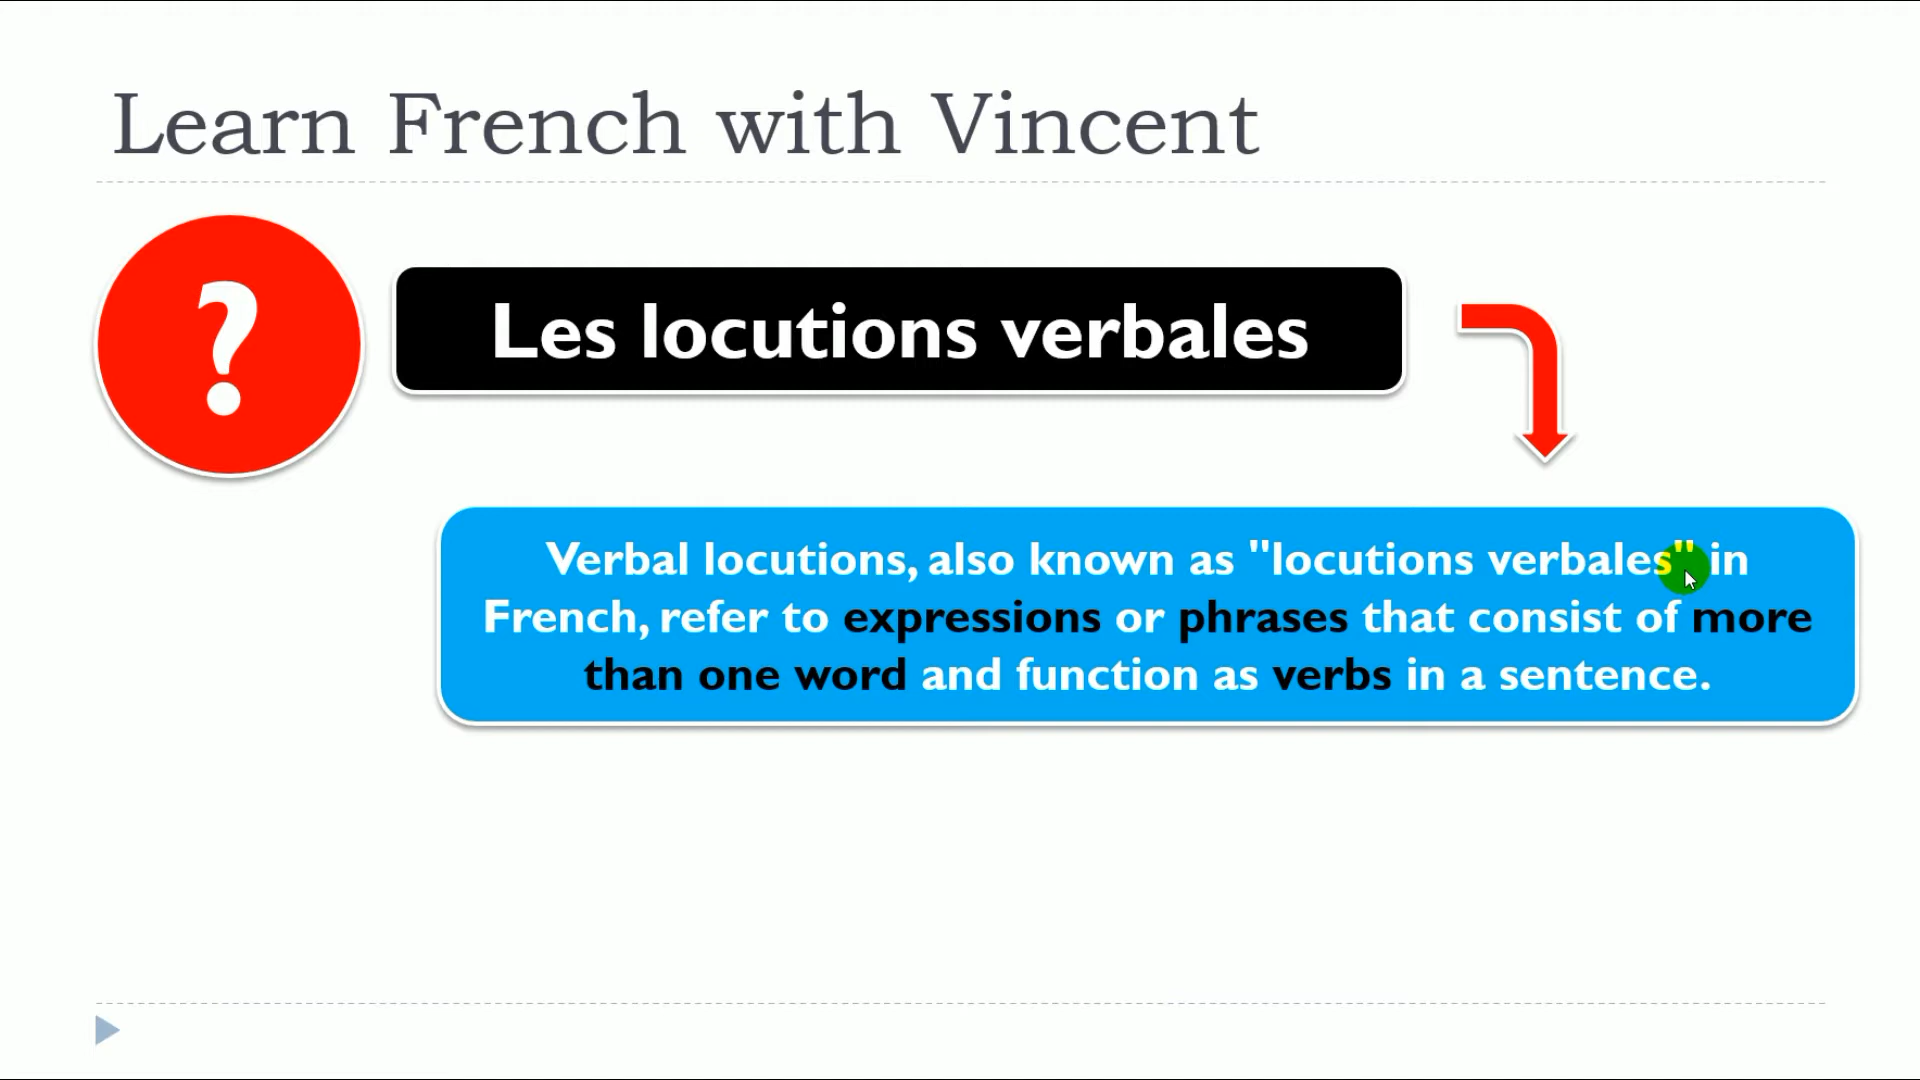 Learn French with Vincent
?
Les locutions verbales
Verbal locutions, also known as "locutions verbales" in
French, refer to expressions or phrases that consist of more
than one word and function as verbs in a sentence.